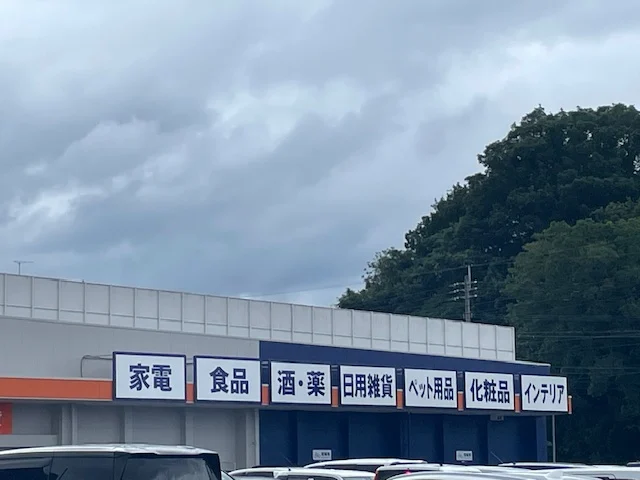 家電
食品
酒・薬
日用雑貨
ペット用品
化粧品
インテリア